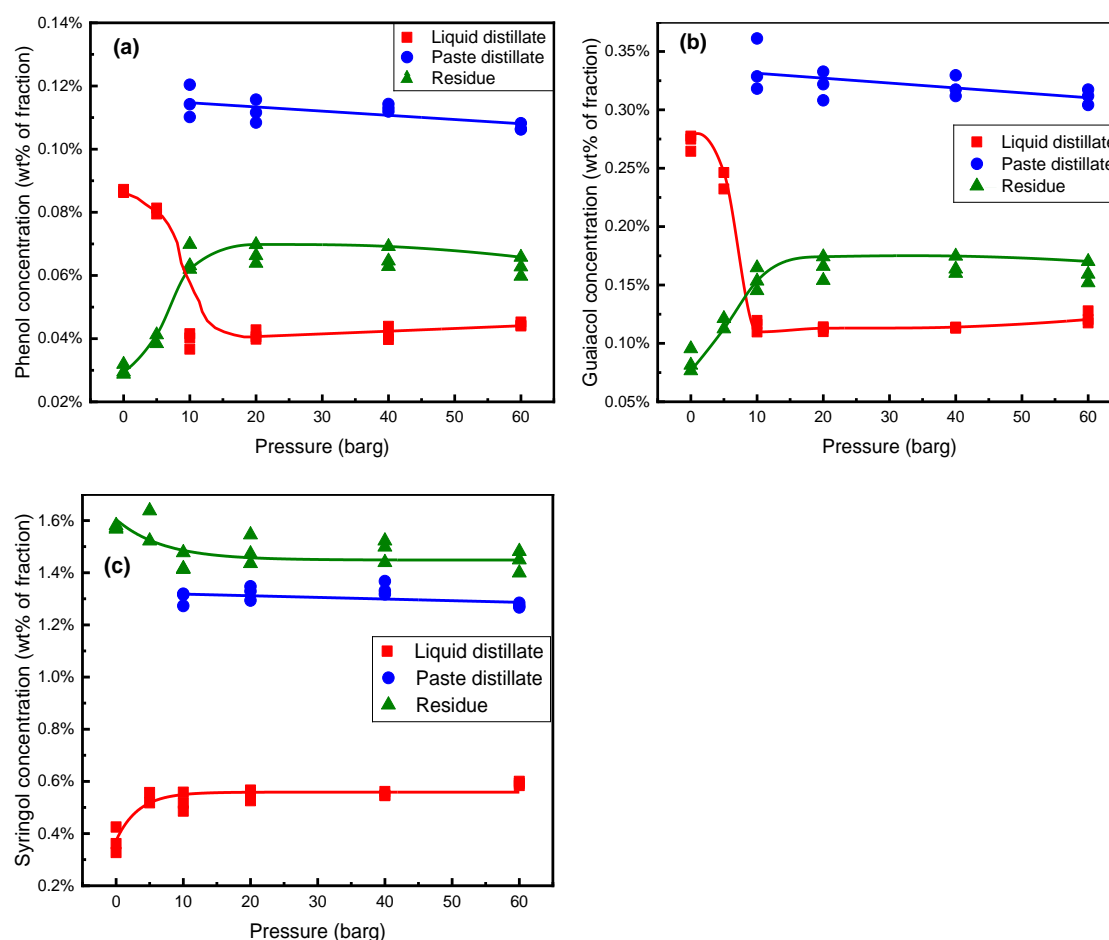 (a)
Liquid distillate
Paste distillate
Residue
0.14%
0.12%
0.10%
0.08%
0.06%
0.04%
0.02%
Phenol concentration (wt% of fraction)
0 10 20 30 40 50 60
Pressure (barg)
(b)
Liquid distillate
Paste distillate
Residue
0.35%
0.30%
0.25%
0.20%
0.15%
0.10%
0.05%
Guaiacol concentration (wt% of fraction)
0 10 20 30 40 50 60
Pressure (barg)
(c)
Liquid distillate
Paste distillate
Residue
1.6%
1.4%
1.2%
1.0%
0.8%
0.6%
0.4%
0.2%
Syringol concentration (wt% of fraction)
0 10 20 30 40 50 60
Pressure (barg)